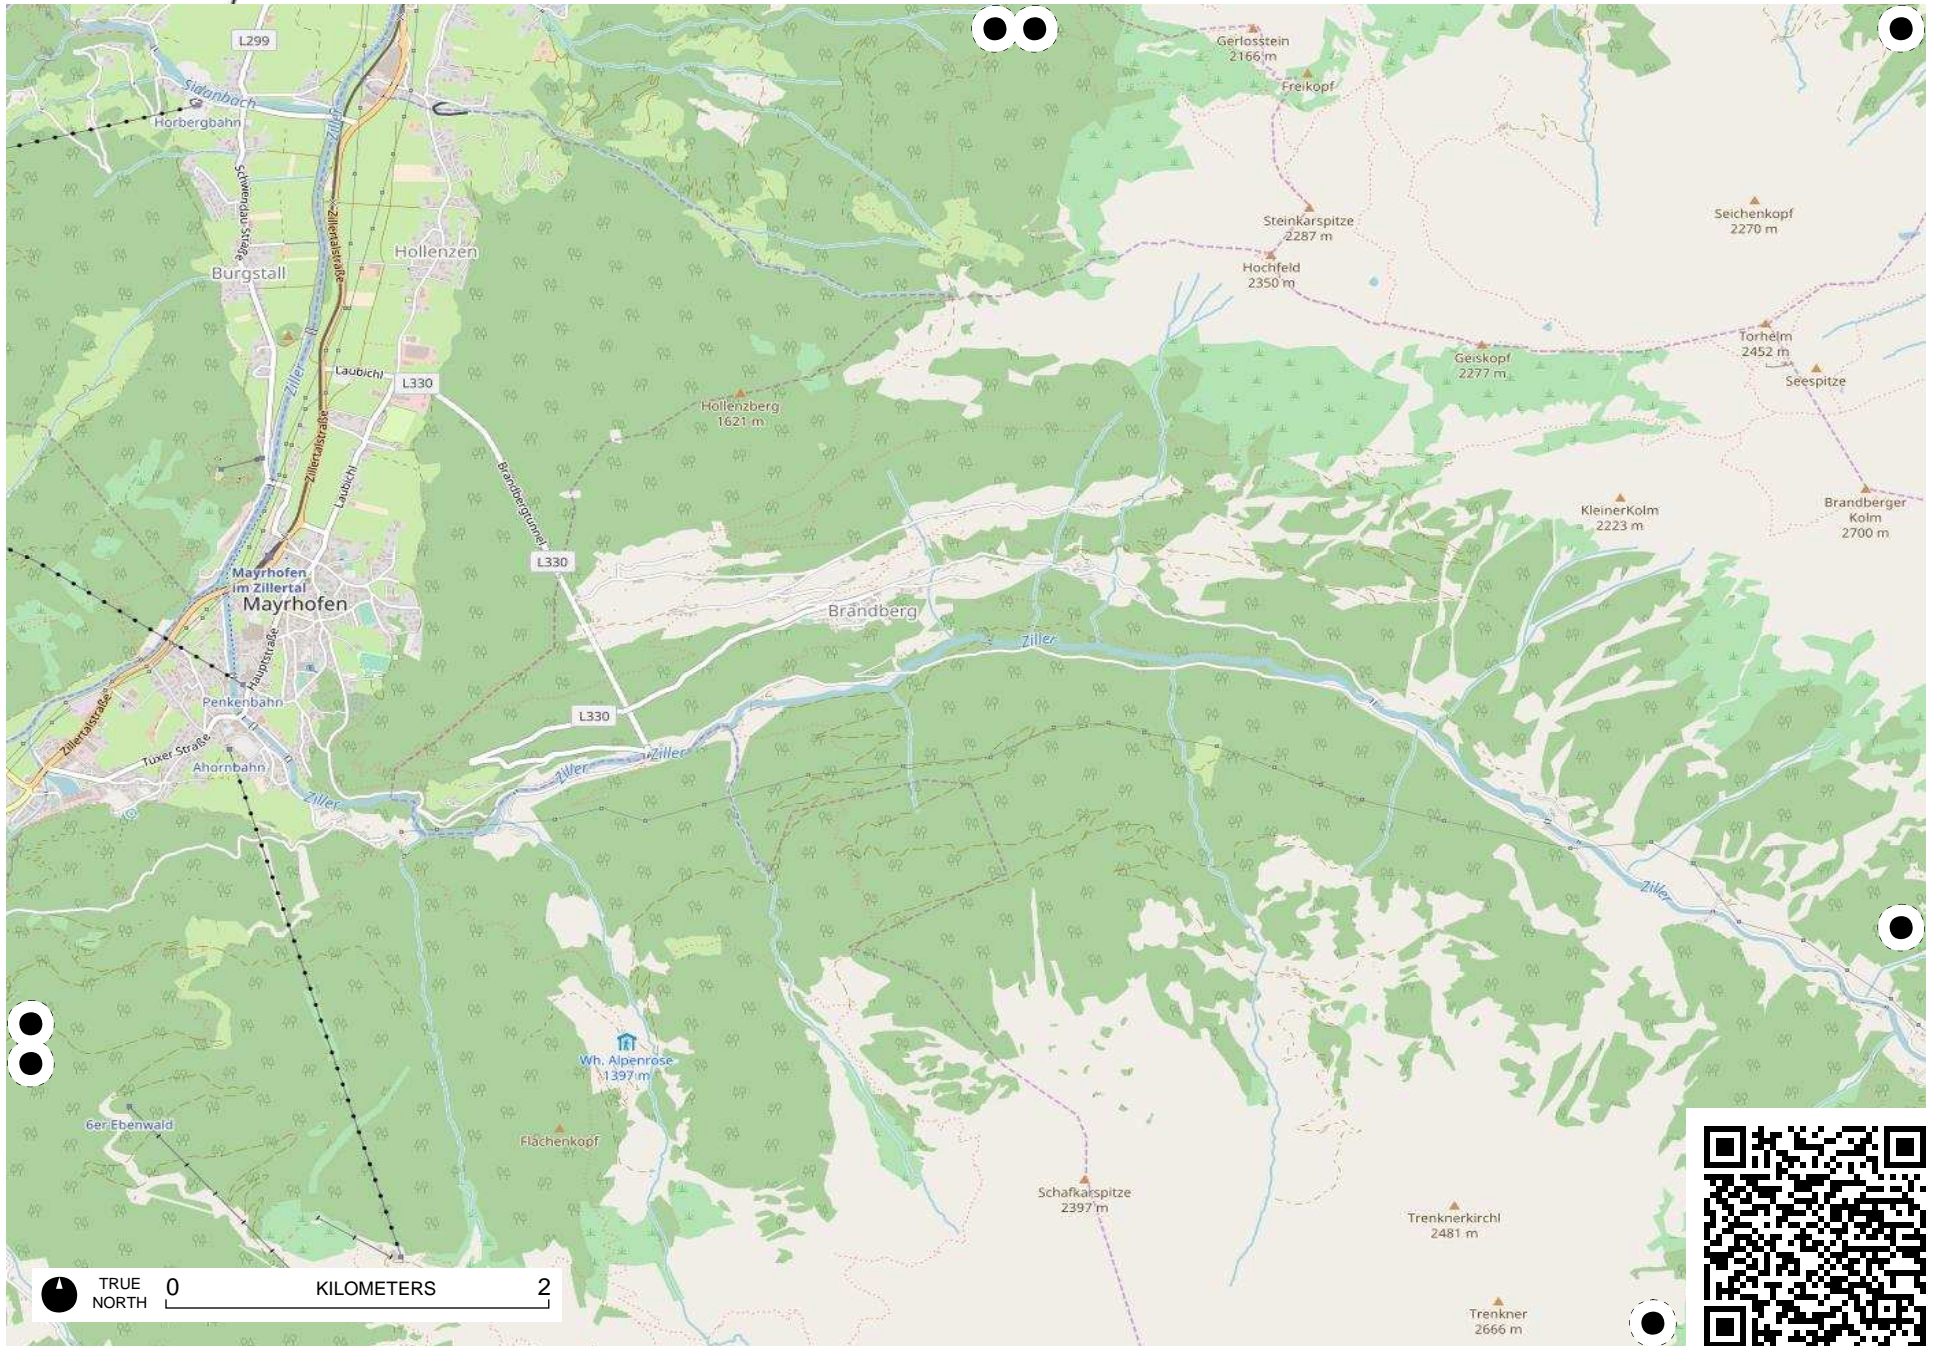 L299
Gerlosstein
2166 m
Freikopf
Sidanbach
Horbergbahn
Ziller
Schwendau Straße
Zillertalstraße
Seichenkopf
2270 m
Steinkarspitze
2287 m
Hollenzen
Burgstall
Hochfeld
2350 m
Torhelm
2452 m
Geiskopf
2277 m
Seespitze
Ziller
Laubichl
L330
Hollenzberg
1621 m
Zillertalstraße
Laubichl
Brandbergtunnel
KleinerKolm
2223 m
Brandberger
Kolm
2700 m
L330
Mayrhofen
im Zillertal
Mayrhofen
Brandberg
Ziller
Hauptstraße
Penkenbahn
L330
Zillertalstraße
Tuxer Straße
Ahornbahn
Ziller
Ziller
Ziller
Ziller
Wh. Alpenrose
1397 m
6er Ebenwald
Flachenkopf
Schafkarspitze
2397 m
Trenknerkirchl
2481 m
TRUE
NORTH
0 KILOMETERS 2
Trenkner
2666 m